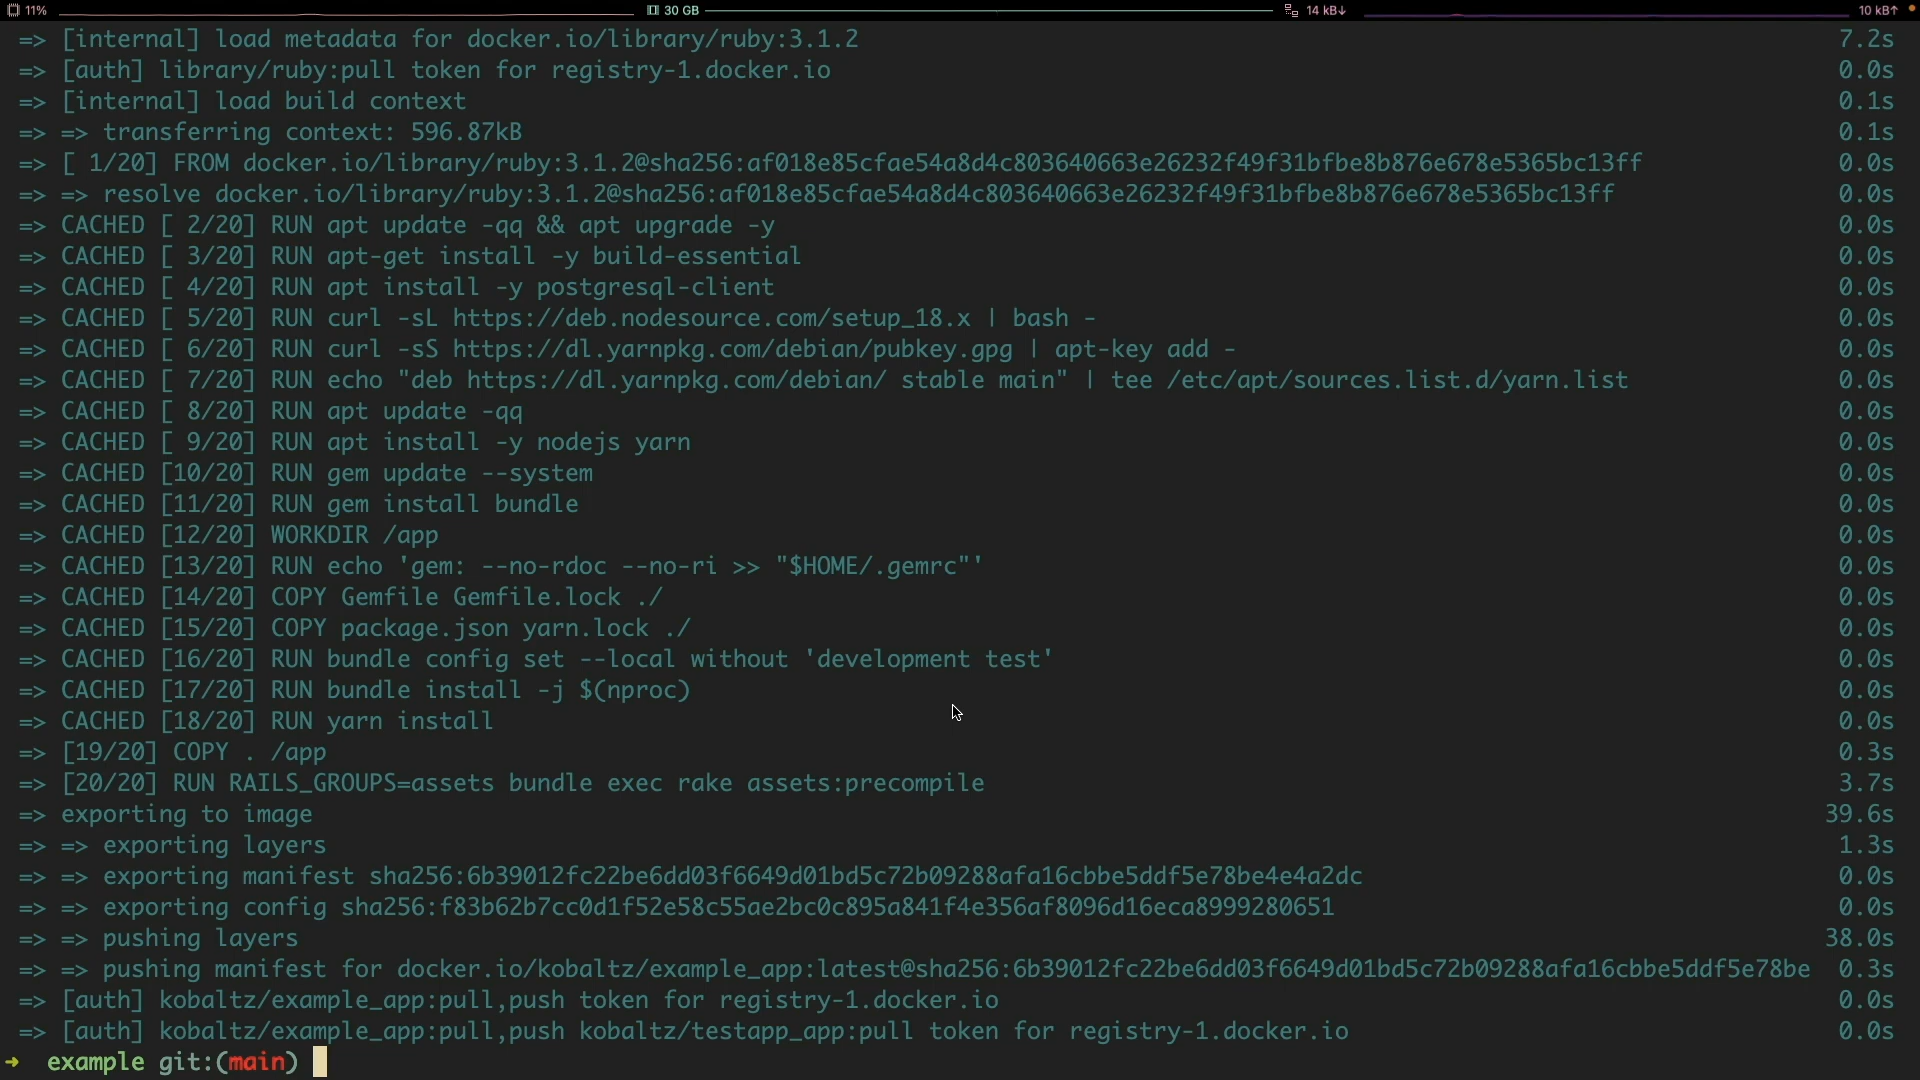 11% 30 GB 14 kB↓ 10 kB↑
=> [internal] load metadata for docker.io/library/ruby:3.1.2 7.2s
=> [auth] library/ruby:pull token for registry-1.docker.io 0.0s
=> [internal] load build context 0.1s
=> => transferring context: 596.87kB 0.1s
=> [ 1/20] FROM docker.io/library/ruby:3.1.2@sha256:af018e85cfae54a8d4c803640663e26232f49f31bfbe8b876e678e5365bc13ff 0.0s
=> => resolve docker.io/library/ruby:3.1.2@sha256:af018e85cfae54a8d4c803640663e26232f49f31bfbe8b876e678e5365bc13ff 0.0s
=> CACHED [ 2/20] RUN apt update -qq && apt upgrade -y 0.0s
=> CACHED [ 3/20] RUN apt-get install -y build-essential 0.0s
=> CACHED [ 4/20] RUN apt install -y postgresql-client 0.0s
=> CACHED [ 5/20] RUN curl -sL https://deb.nodesource.com/setup_18.x | bash - 0.0s
=> CACHED [ 6/20] RUN curl -sS https://dl.yarnpkg.com/debian/pubkey.gpg | apt-key add - 0.0s
=> CACHED [ 7/20] RUN echo "deb https://dl.yarnpkg.com/debian/ stable main" | tee /etc/apt/sources.list.d/yarn.list 0.0s
=> CACHED [ 8/20] RUN apt update -qq 0.0s
=> CACHED [ 9/20] RUN apt install -y nodejs yarn 0.0s
=> CACHED [10/20] RUN gem update --system 0.0s
=> CACHED [11/20] RUN gem install bundle 0.0s
=> CACHED [12/20] WORKDIR /app 0.0s
=> CACHED [13/20] RUN echo 'gem: --no-rdoc --no-ri >> "$HOME/.gemrc"' 0.0s
=> CACHED [14/20] COPY Gemfile Gemfile.lock ./ 0.0s
=> CACHED [15/20] COPY package.json yarn.lock ./ 0.0s
=> CACHED [16/20] RUN bundle config set --local without 'development test' 0.0s
=> CACHED [17/20] RUN bundle install -j $(nproc) 0.0s
=> CACHED [18/20] RUN yarn install 0.0s
=> [19/20] COPY . /app 0.3s
=> [20/20] RUN RAILS_GROUPS=assets bundle exec rake assets:precompile 3.7s
=> exporting to image 39.6s
=> => exporting layers 1.3s
=> => exporting manifest sha256:6b39012fc22be6dd03f6649d01bd5c72b09288afa16cbbe5ddf5e78be4e4a2dc 0.0s
=> => exporting config sha256:f83b62b7cc0d1f52e58c55ae2bc0c895a841f4e356af8096d16eca8999280651 0.0s
=> => pushing layers 38.0s
=> => pushing manifest for docker.io/kobaltz/example_app:latest@sha256:6b39012fc22be6dd03f6649d01bd5c72b09288afa16cbbe5ddf5e78be 0.3s
=> [auth] kobaltz/example_app:pull,push token for registry-1.docker.io 0.0s
=> [auth] kobaltz/example_app:pull,push kobaltz/testapp_app:pull token for registry-1.docker.io 0.0s
➜ example git:(main)